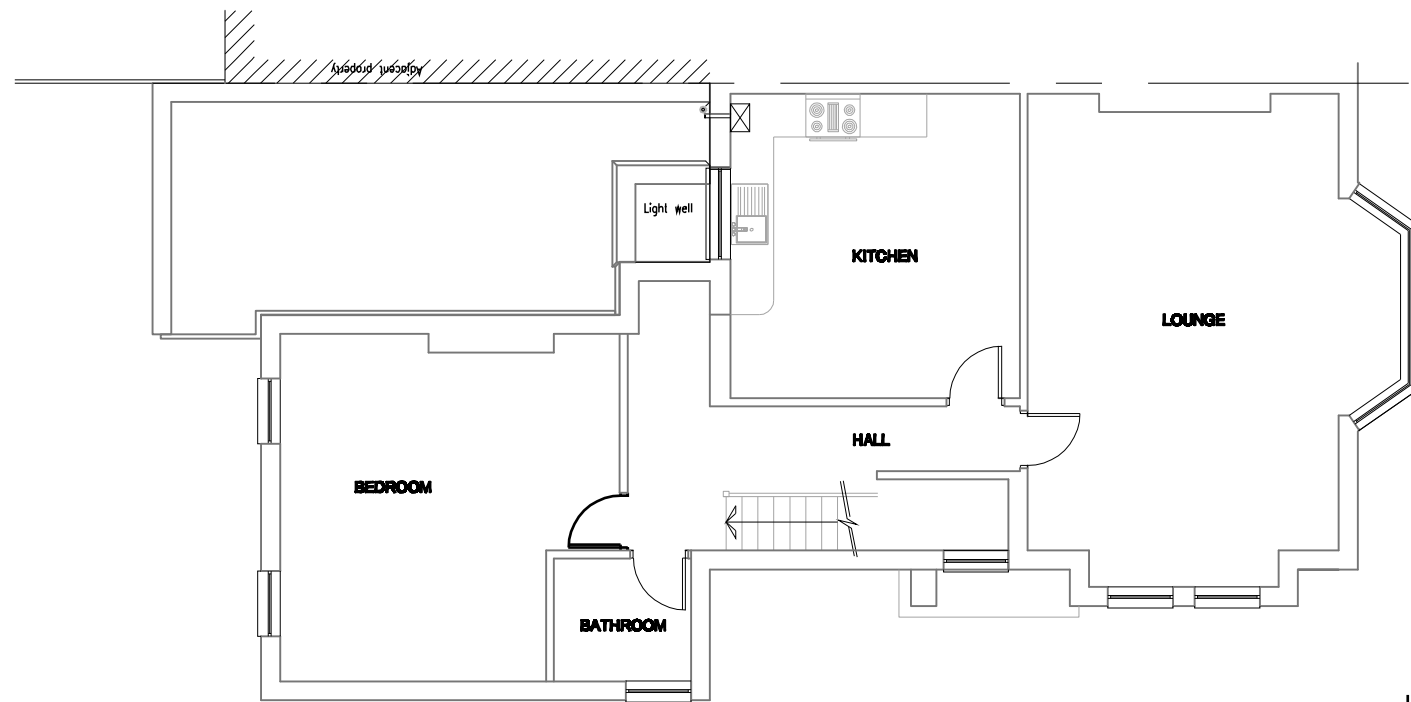 Adjacent property
Light well
KITCHEN
LOUNGE
HALL
BEDROOM
BATHROOM